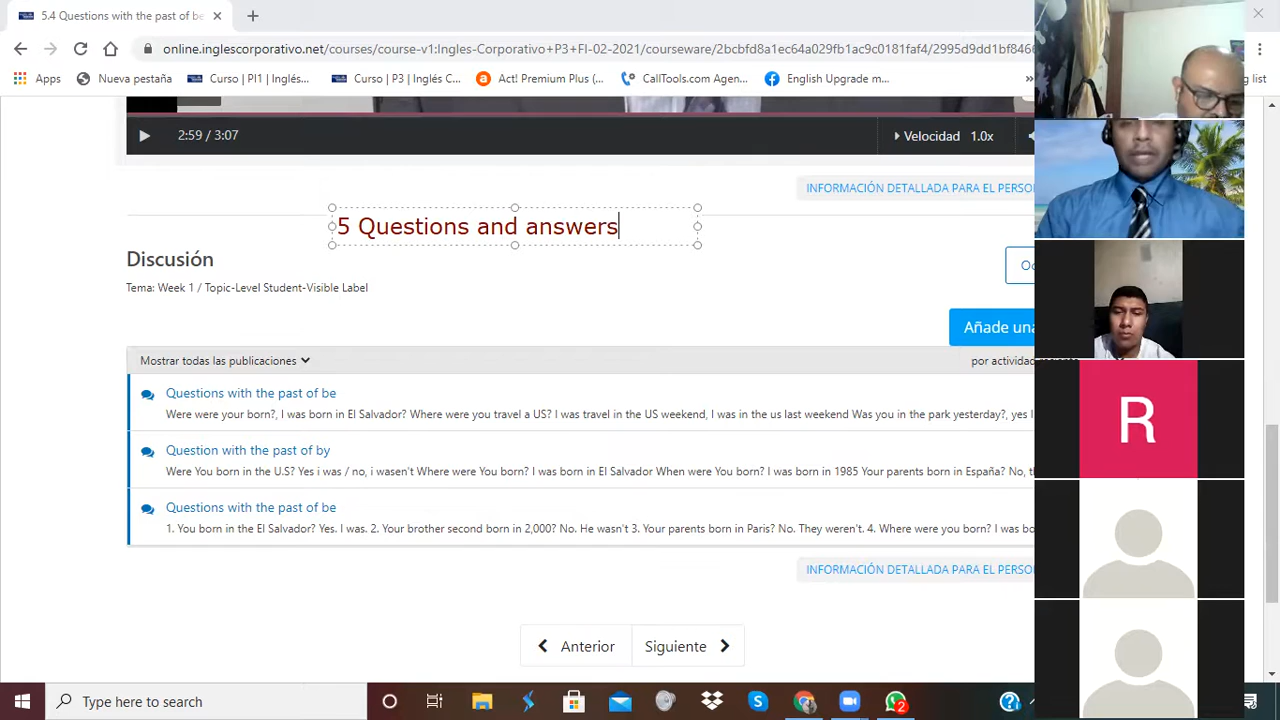 5.4 Questions with the past of be
online.inglescorporativo.net/courses/course-v1:Ingles-Corporativo+P3+FI-02-2021/courseware/2bcbfd8a1ec64a029fb1ac9c0181faf4/2995d9dd1bf8466
Apps Nueva pestaña Curso | PI1 | Inglés... Curso | P3 | Inglés C... Act! Premium Plus (... CallTools.com Agen... English Upgrade m... » g list
2:59 / 3:07 Velocidad 1.0x
INFORMACIÓN DETALLADA PARA EL PERSO
5 Questions and answers
Discusión
Oc
Tema: Week 1 / Topic-Level Student-Visible Label
Añade una
Mostrar todas las publicaciones por actividad
Questions with the past of be
Were were your born?, I was born in El Salvador? Where were you travel a US? I was travel in the US weekend, I was in the us last weekend Was you in the park yesterday?, yes I
Question with the past of by
Were You born in the U.S? Yes i was / no, i wasen't Where were You born? I was born in El Salvador When were You born? I was born in 1985 Your parents born in España? No, th
Questions with the past of be
1. You born in the El Salvador? Yes. I was. 2. Your brother second born in 2,000? No. He wasn't 3. Your parents born in Paris? No. They weren't. 4. Where were you born? I was bo
INFORMACIÓN DETALLADA PARA EL PERSO
Anterior Siguiente
R
Type here to search
2